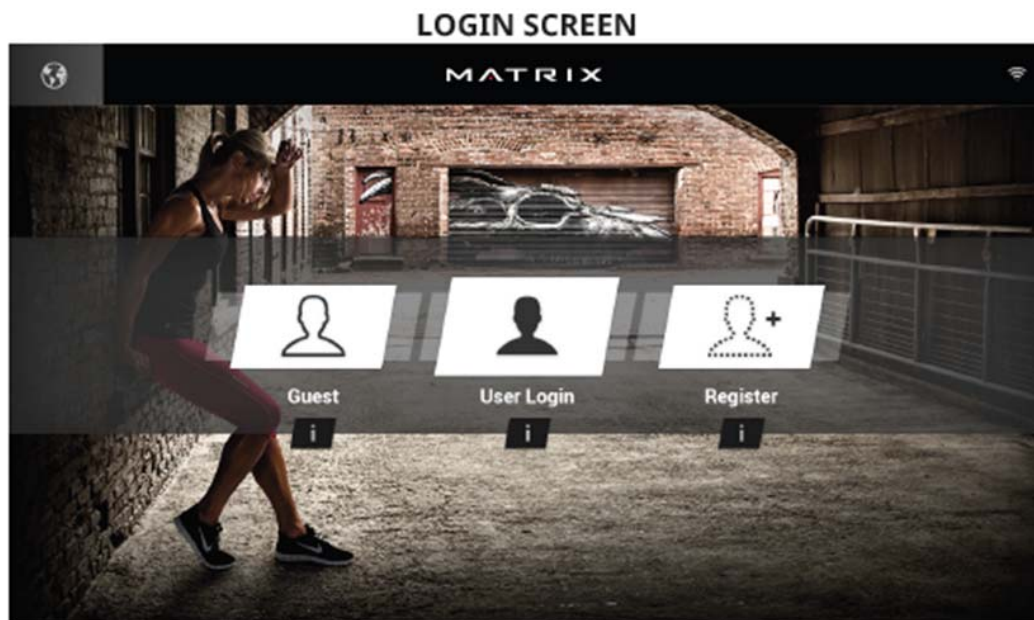 LOGIN SCREEN
MATRIX
Guest
User Login
Register
i
i
i